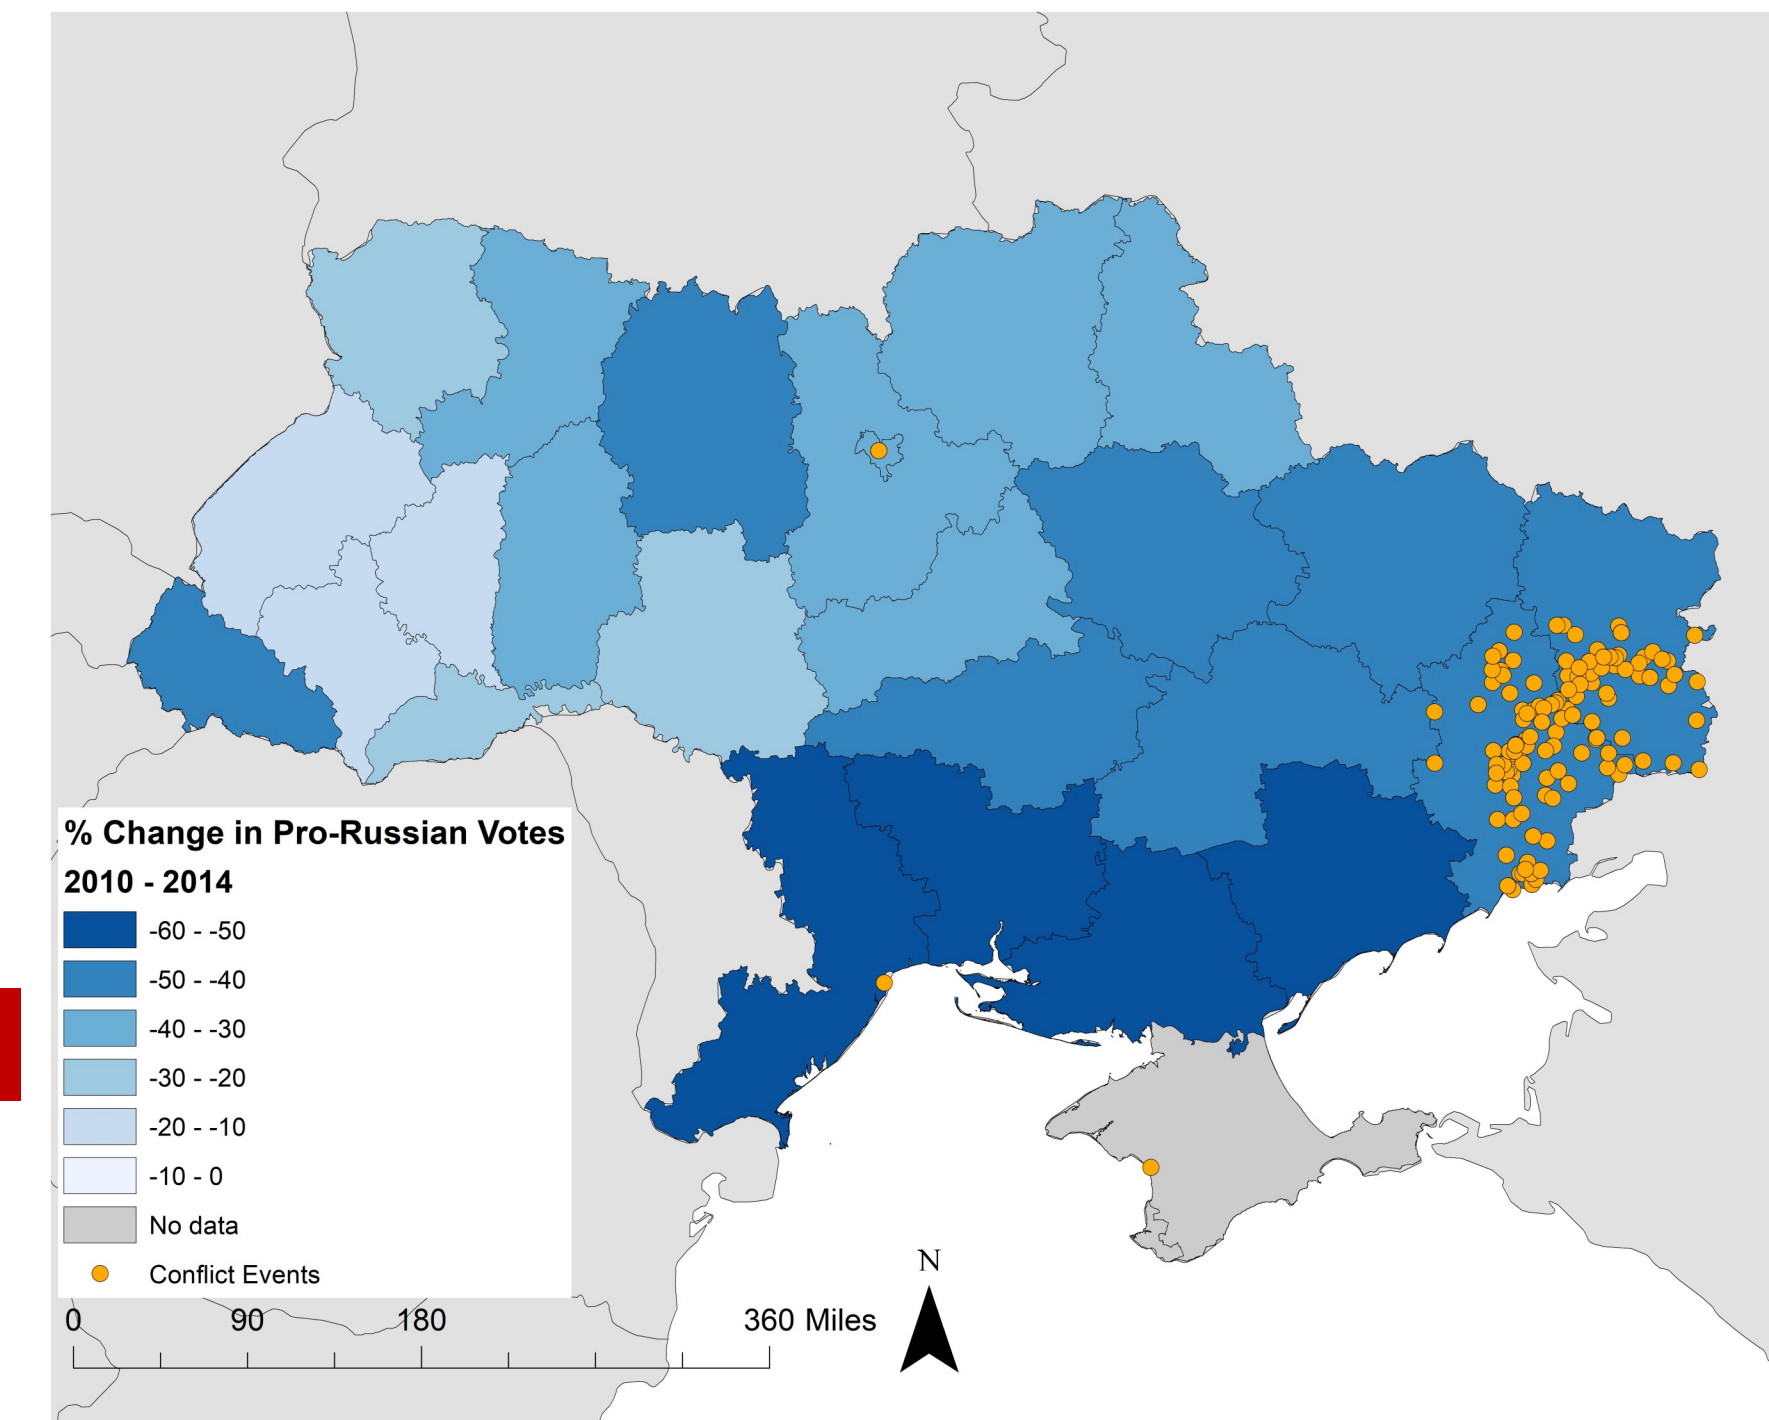 % Change in Pro-Russian Votes
2010 - 2014
-60 - -50
-50 - -40
-40 - -30
-30 - -20
-20 - -10
-10 - 0
No data
Conflict Events
N
0 90 180 360 Miles